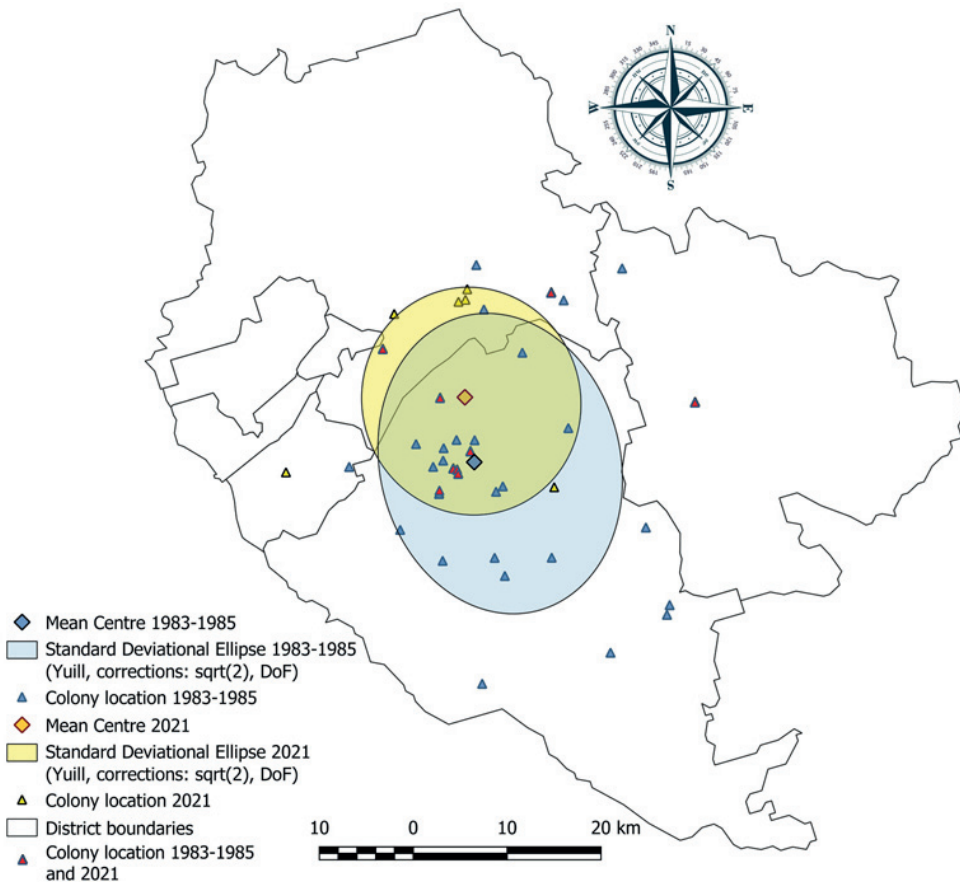 N
W
E
S
Mean Centre 1983-1985
Standard Deviational Ellipse 1983-1985
(Yuill, corrections: sqrt(2), DoF)
Colony location 1983-1985
Mean Centre 2021
Standard Deviational Ellipse 2021
(Yuill, corrections: sqrt(2), DoF)
Colony location 2021
District boundaries
Colony location 1983-1985
and 2021
10 0 10 20 km